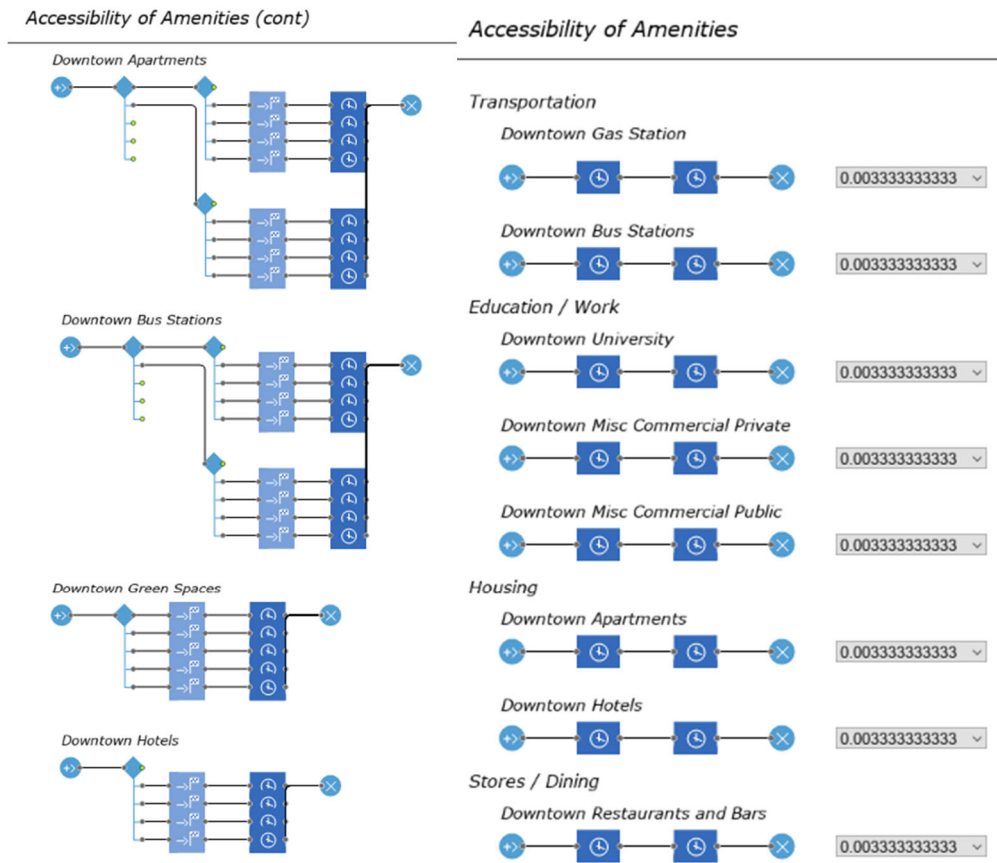 Accessibility of Amenities (cont)
Downtown Apartments
Downtown Bus Stations
Downtown Green Spaces
Downtown Hotels
Accessibility of Amenities
Transportation
Downtown Gas Station
0.003333333333
Downtown Bus Stations
0.003333333333
Education / Work
Downtown University
0.003333333333
Downtown Misc Commercial Private
0.003333333333
Downtown Misc Commercial Public
0.003333333333
Housing
Downtown Apartments
0.003333333333
Downtown Hotels
0.003333333333
Stores / Dining
Downtown Restaurants and Bars
0.003333333333